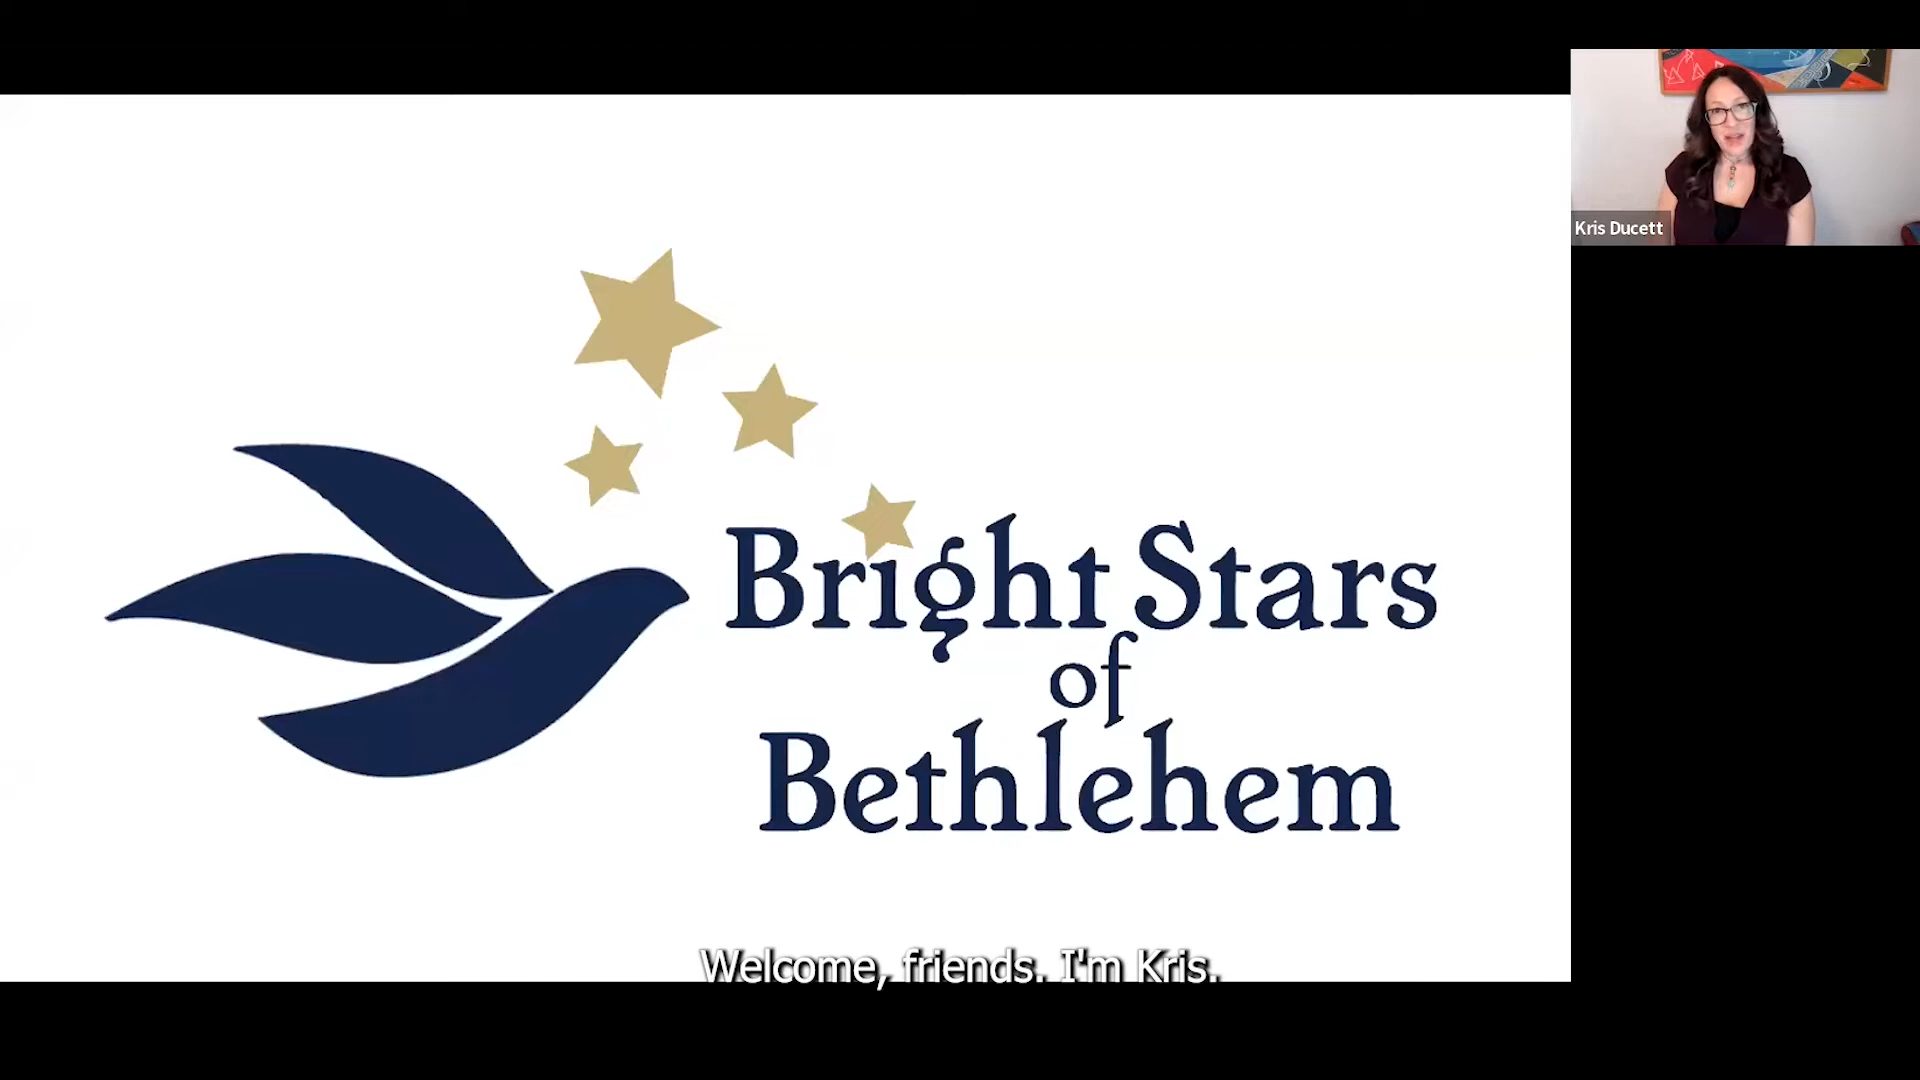 Kris Ducett
Bright Stars
of
Bethlehem
Welcome, friends. I'm Kris.